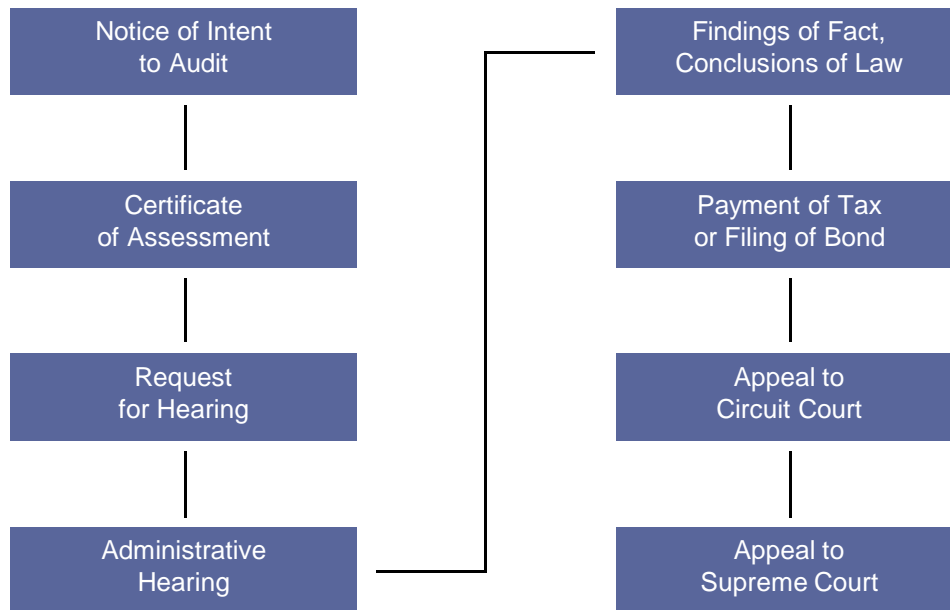 Notice of Intent
to Audit
Certificate
of Assessment
Request
for Hearing
Administrative
Hearing
Findings of Fact,
Conclusions of Law
Payment of Tax
or Filing of Bond
Appeal to
Circuit Court
Appeal to
Supreme Court